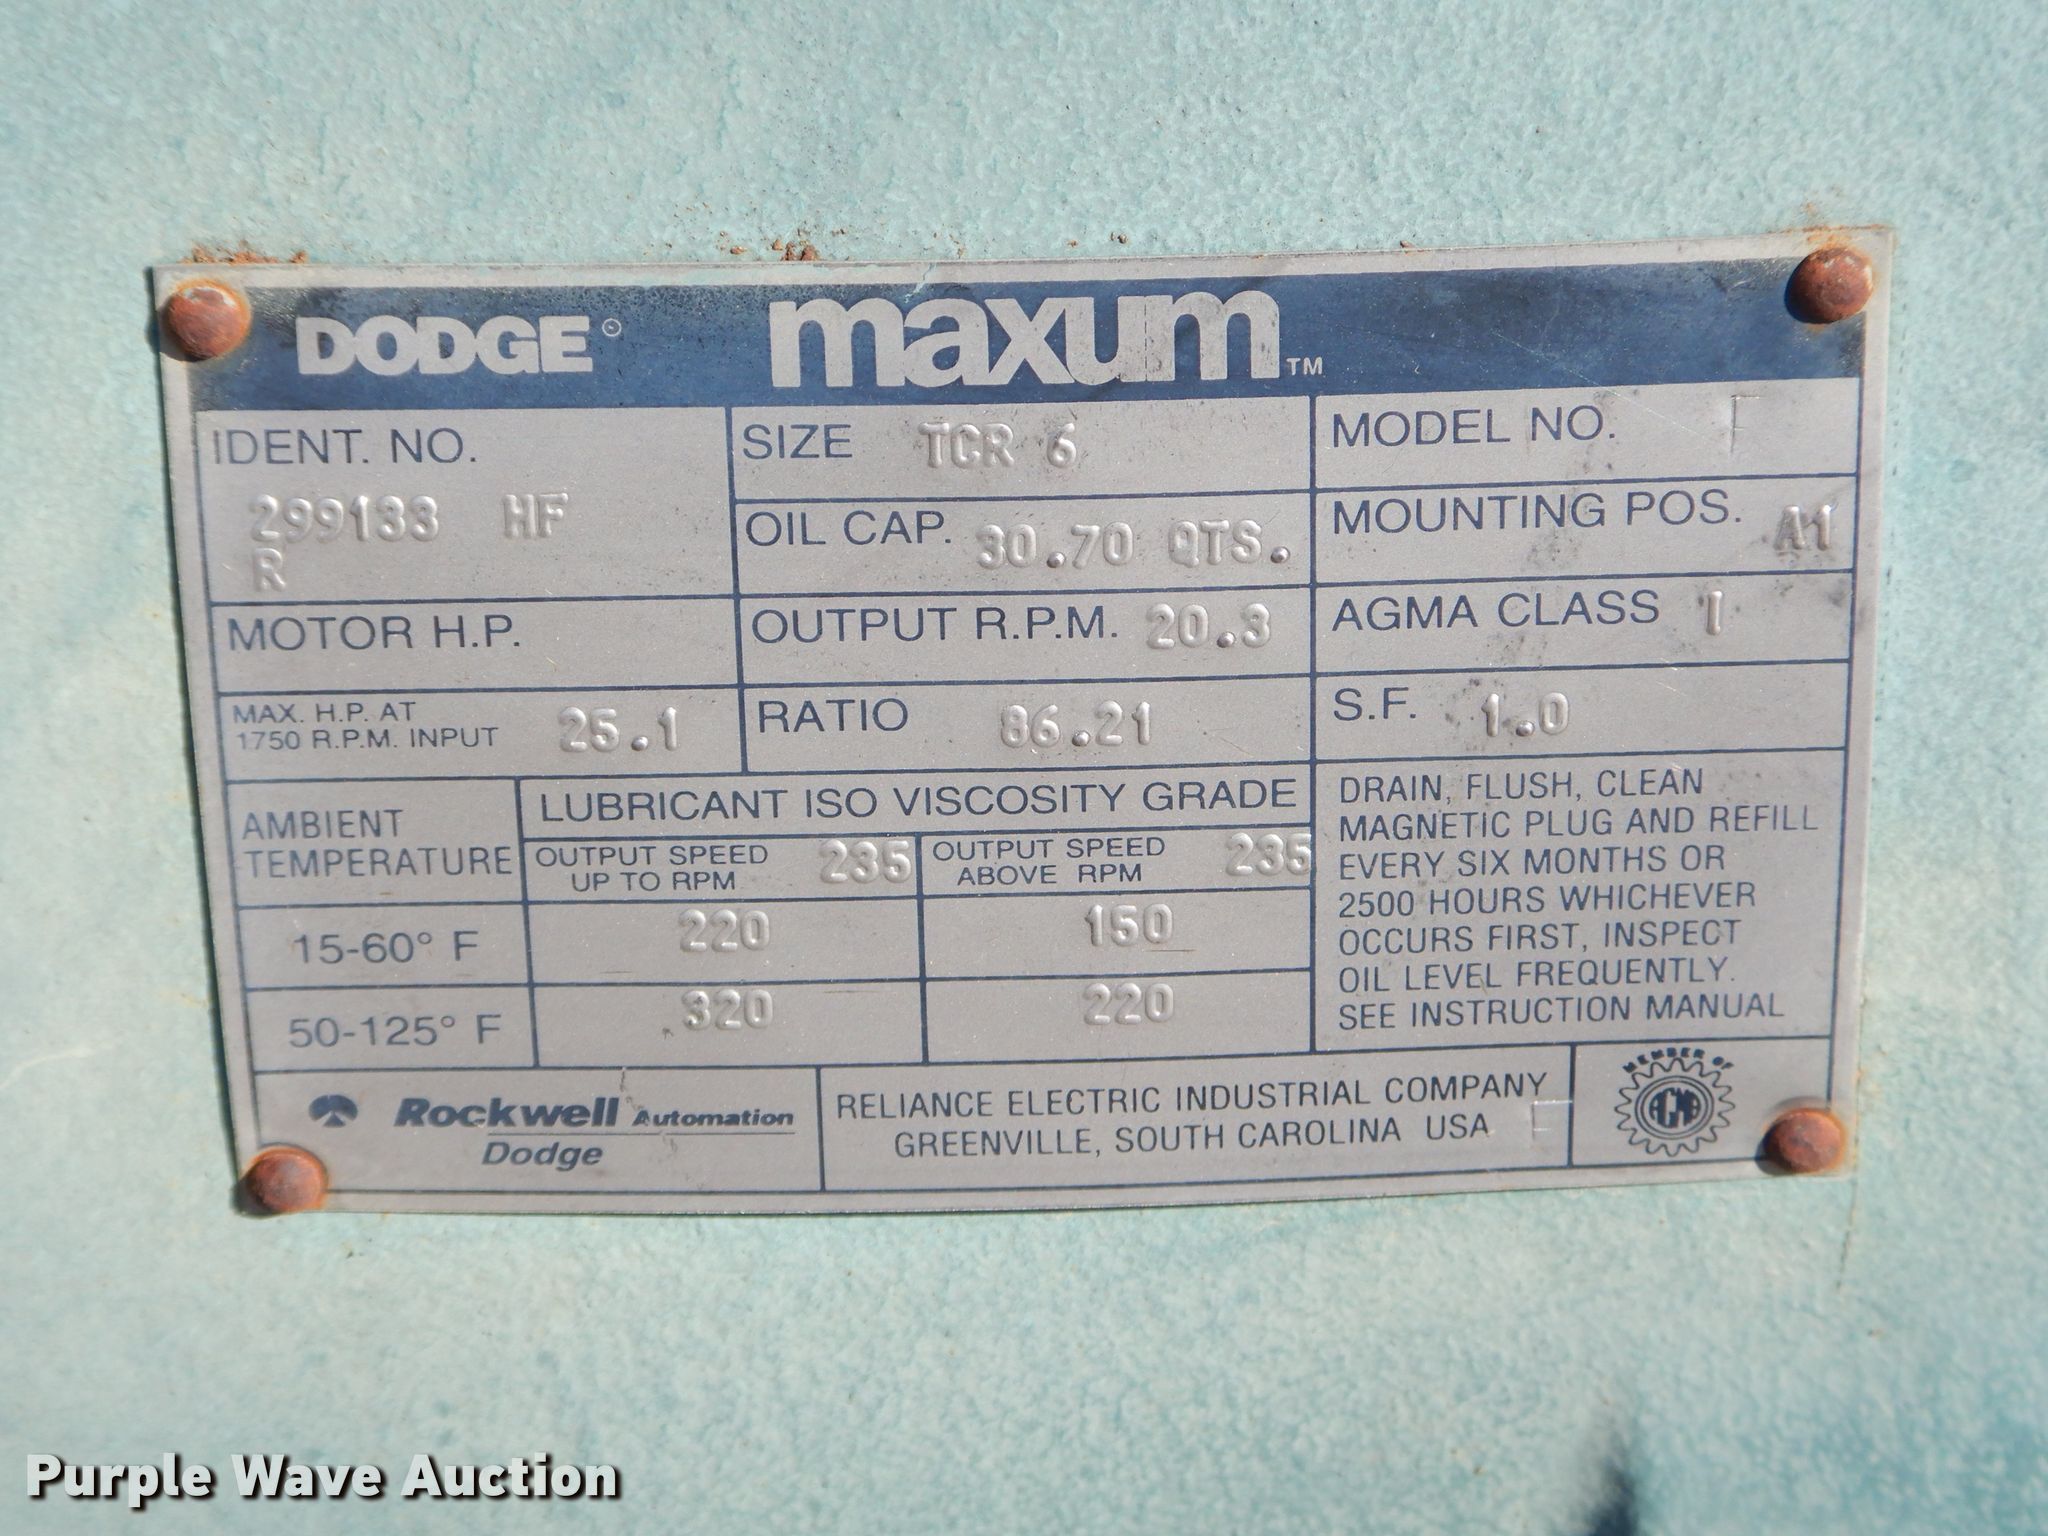 DODGE maxum™
IDENT. NO.
299133 HF
R
SIZE TCR 6
MODEL NO. F
OIL CAP. 30.70 QTS.
MOUNTING POS. A1
MOTOR H.P.
OUTPUT R.P.M. 20.3
AGMA CLASS 1
MAX. H.P. AT
1750 R.P.M. INPUT 25.1
RATIO 86.21
S.F. 1.0
AMBIENT
TEMPERATURE
LUBRICANT ISO VISCOSITY GRADE
OUTPUT SPEED
UP TO RPM 235
OUTPUT SPEED
ABOVE RPM 235
15-60° F 220 150
50-125° F 320 220
DRAIN, FLUSH, CLEAN
MAGNETIC PLUG AND REFILL
EVERY SIX MONTHS OR
2500 HOURS WHICHEVER
OCCURS FIRST, INSPECT
OIL LEVEL FREQUENTLY.
SEE INSTRUCTION MANUAL
Rockwell Automation
Dodge
RELIANCE ELECTRIC INDUSTRIAL COMPANY
GREENVILLE, SOUTH CAROLINA USA
MEMBER OF
AGMA
Purple Wave Auction